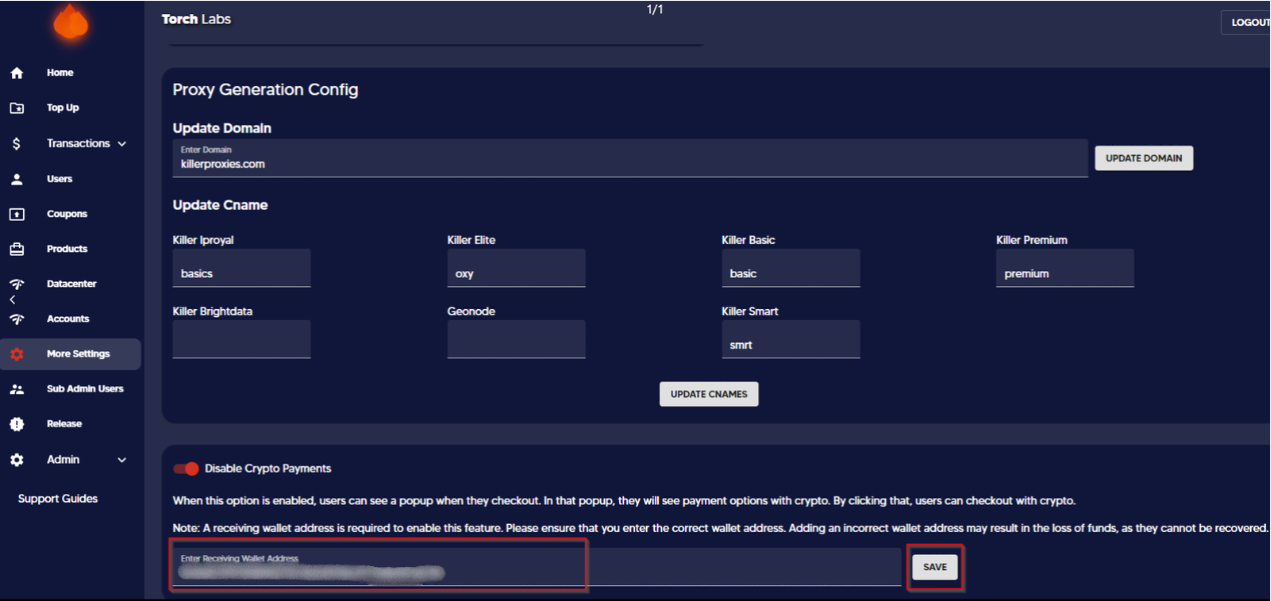 1/1
Torch Labs
LOGOUT
Home
Top Up
Transactions
Users
Coupons
Products
Datacenter
Accounts
More Settings
Sub Admin Users
Release
Admin
Support Guides
Proxy Generation Config
Update Domain
Enter Domain
killerproxies.com
UPDATE DOMAIN
Update Cname
Killer Iproyal
Killer Elite
Killer Basic
Killer Premium
basics
oxy
basic
premium
Killer Brightdata
Geonode
Killer Smart
smrt
UPDATE CNAMES
Disable Crypto Payments
When this option is enabled, users can see a popup when they checkout. In that popup, they will see payment options with crypto. By clicking that, users can checkout with crypto.
Note: A receiving wallet address is required to enable this feature. Please ensure that you enter the correct wallet address. Adding an incorrect wallet address may result in the loss of funds, as they cannot be recovered.
Enter Receiving Wallet Address
SAVE